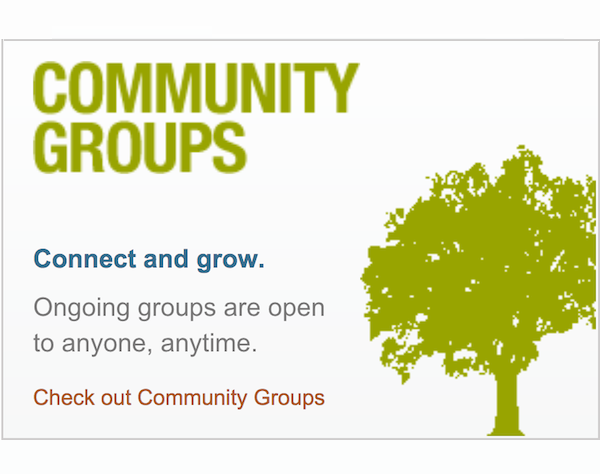 COMMUNITY
GROUPS
Connect and grow.
Ongoing groups are open
to anyone, anytime.
Check out Community Groups